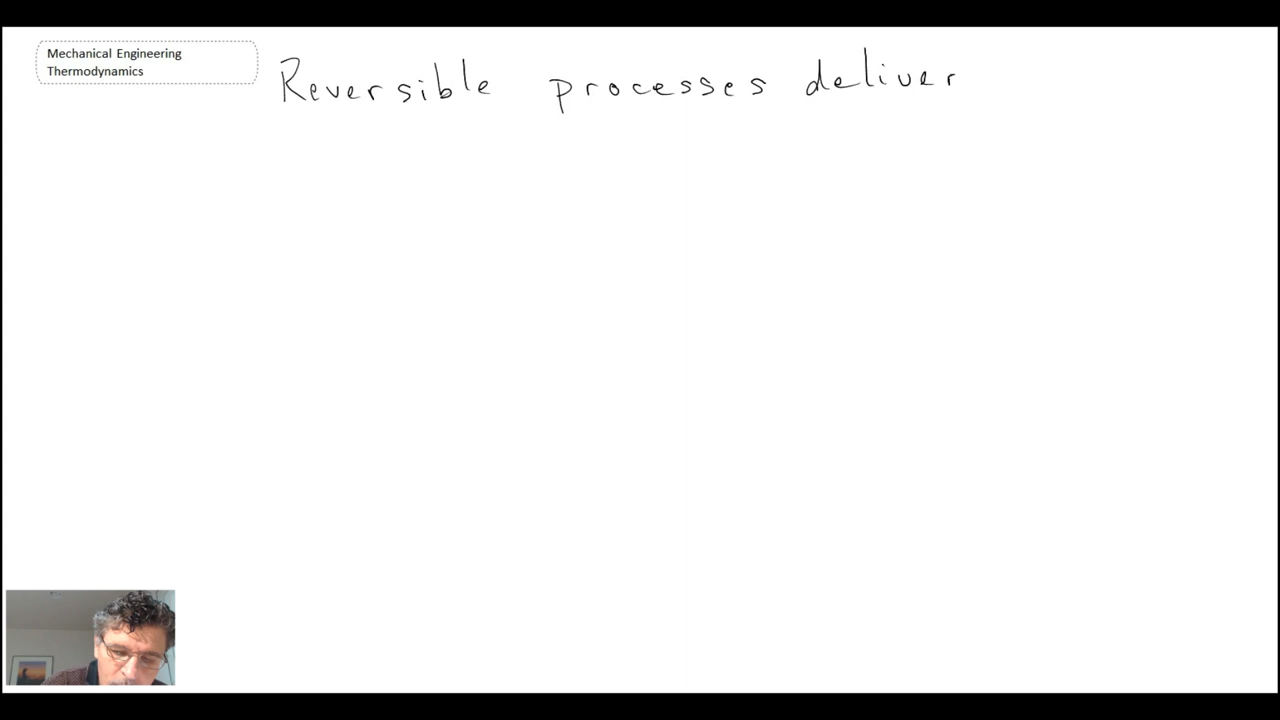 Mechanical Engineering
Thermodynamics
Reversible processes deliver